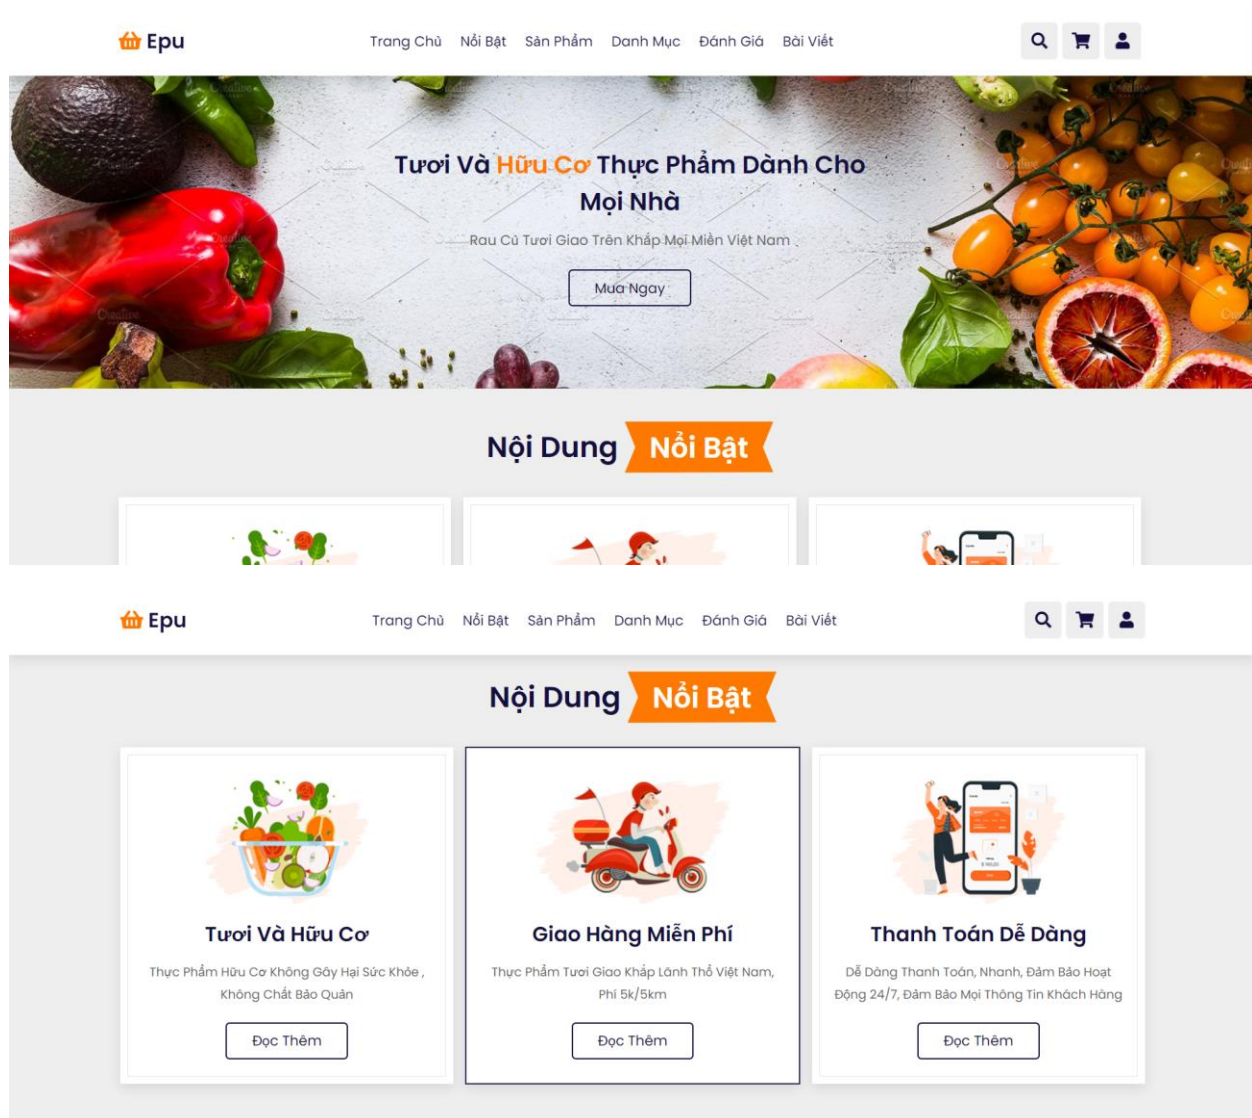 Epu
Trang Chủ Nổi Bật Sản Phẩm Danh Mục Đánh Giá Bài Viết
Tươi Và Hữu Cơ Thực Phẩm Dành Cho
Mọi Nhà
Rau Củ Tươi Giao Trên Khắp Mọi Miền Việt Nam .
Mua Ngay
Creative
Nội Dung Nổi Bật
Epu
Trang Chủ Nổi Bật Sản Phẩm Danh Mục Đánh Giá Bài Viết
Nội Dung Nổi Bật
Tươi Và Hữu Cơ
Thực Phẩm Hữu Cơ Không Gây Hại Sức Khỏe ,
Không Chất Bảo Quản
Đọc Thêm
Giao Hàng Miễn Phí
Thực Phẩm Tươi Giao Khắp Lãnh Thổ Việt Nam,
Phí 5k/5km
Đọc Thêm
Thanh Toán Dễ Dàng
Dễ Dàng Thanh Toán, Nhanh, Đảm Bảo Hoạt
Động 24/7, Đảm Bảo Mọi Thông Tin Khách Hàng
Đọc Thêm